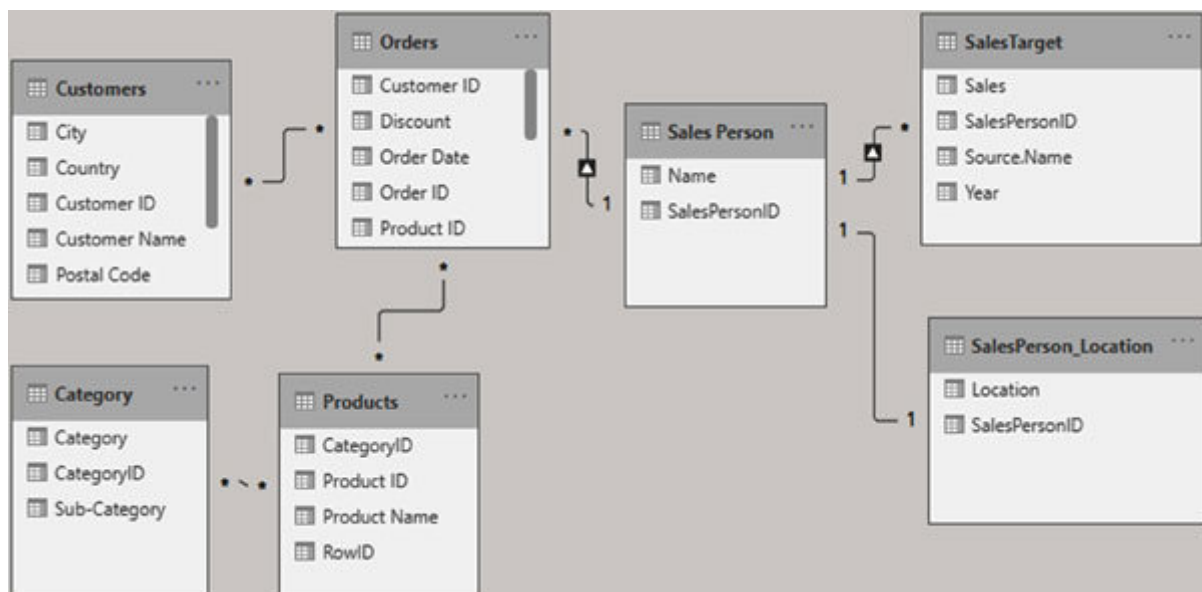 Customers
City
Country
Customer ID
Customer Name
Postal Code
Orders
Customer ID
Discount
Order Date
Order ID
Product ID
Sales Person
Name
SalesPersonID
SalesTarget
Sales
SalesPersonID
Source.Name
Year
Category
Category
CategoryID
Sub-Category
Products
CategoryID
Product ID
Product Name
RowID
SalesPerson_Location
Location
SalesPersonID
* *
* 1
1 *
1 1
* *
* *